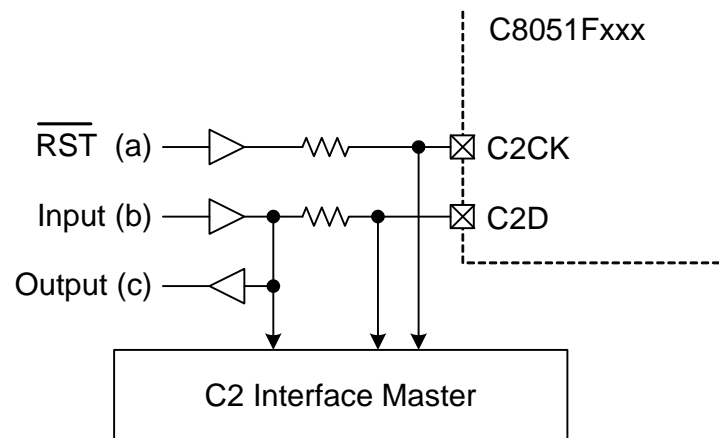 C8051Fxxx
RST (a)
C2CK
Input (b)
C2D
Output (c)
C2 Interface Master